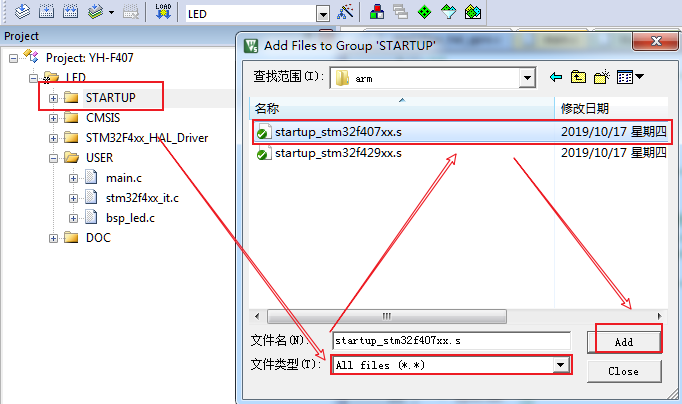 LOAD
LED
Project
Project: YH-F407
LED
STARTUP
CMSIS
STM32F4xx_HAL_Driver
USER
main.c
stm32f4xx_it.c
bsp_led.c
DOC
Add Files to Group 'STARTUP'
查找范围(I):
arm
名称
修改日期
startup_stm32f407xx.s
2019/10/17 星期四
startup_stm32f429xx.s
2019/10/17 星期四
文件名(N):
startup_stm32f407xx.s
Add
文件类型(T):
All files (*.*)
Close